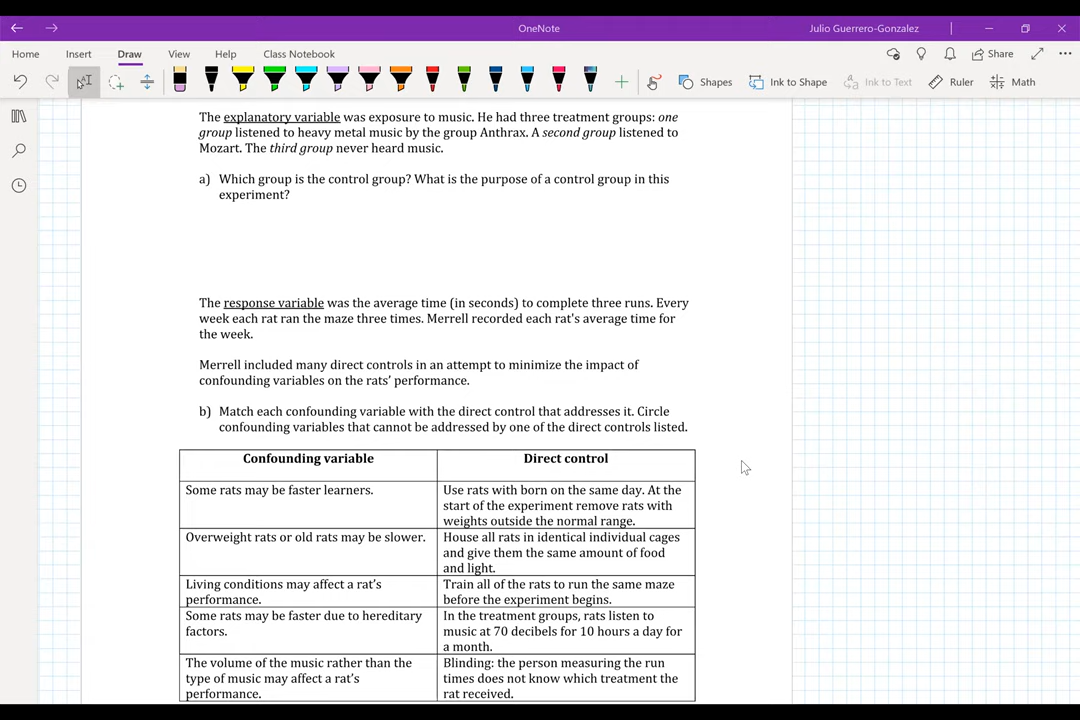 OneNote
Julio Guerrero-Gonzalez
Home Insert Draw View Help Class Notebook
Share
Shapes Ink to Shape Ink to Text Ruler Math
The explanatory variable was exposure to music. He had three treatment groups: one
group listened to heavy metal music by the group Anthrax. A second group listened to
Mozart. The third group never heard music.
a) Which group is the control group? What is the purpose of a control group in this
experiment?
The response variable was the average time (in seconds) to complete three runs. Every
week each rat ran the maze three times. Merrell recorded each rat's average time for
the week.
Merrell included many direct controls in an attempt to minimize the impact of
confounding variables on the rats’ performance.
b) Match each confounding variable with the direct control that addresses it. Circle
confounding variables that cannot be addressed by one of the direct controls listed.
Confounding variable
Direct control
Some rats may be faster learners.
Use rats with born on the same day. At the
start of the experiment remove rats with
weights outside the normal range.
Overweight rats or old rats may be slower.
House all rats in identical individual cages
and give them the same amount of food
and light.
Living conditions may affect a rat’s
performance.
Train all of the rats to run the same maze
before the experiment begins.
Some rats may be faster due to hereditary
factors.
In the treatment groups, rats listen to
music at 70 decibels for 10 hours a day for
a month.
The volume of the music rather than the
type of music may affect a rat’s
performance.
Blinding: the person measuring the run
times does not know which treatment the
rat received.